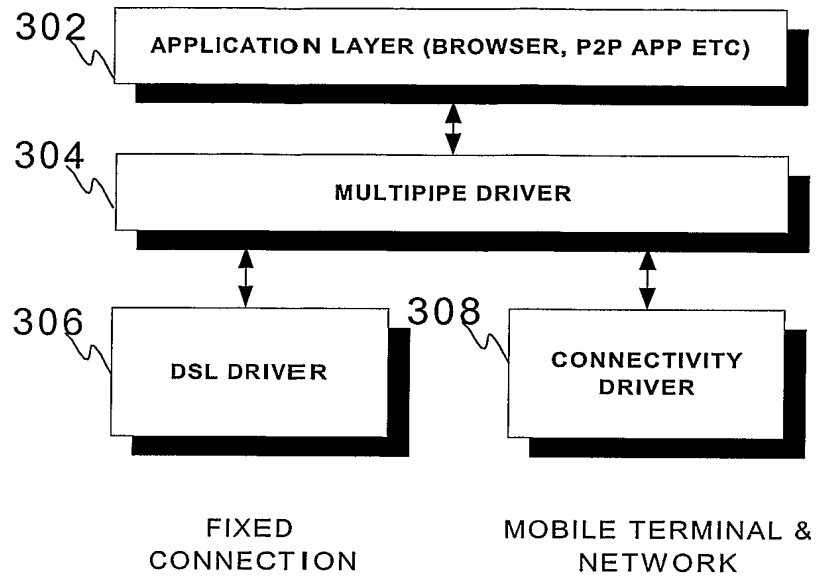 302
APPLICATION LAYER (BROWSER, P2P APP ETC)
304
MULTIPIPE DRIVER
306
DSL DRIVER
308
CONNECTIVITY
DRIVER
FIXED
CONNECTION
MOBILE TERMINAL &
NETWORK